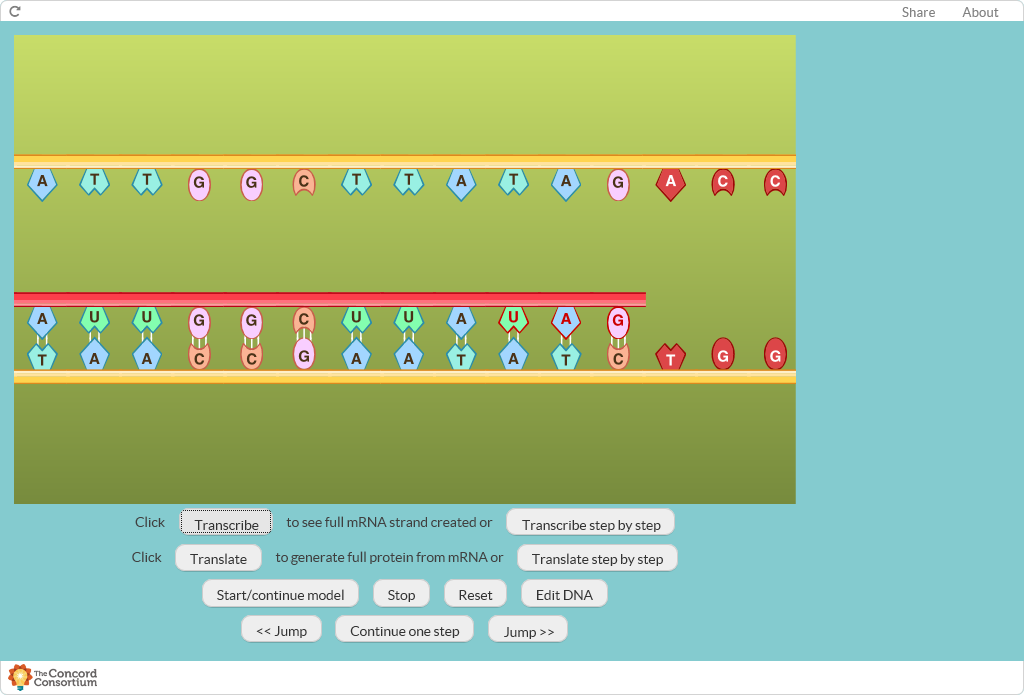 Share About
A T T G G C T T A T A G A C C
A U U G G C U U A U A G
T A A C C G A A T A T C T G G
Click Transcribe to see full mRNA strand created or Transcribe step by step
Click Translate to generate full protein from mRNA or Translate step by step
Start/continue model Stop Reset Edit DNA
<< Jump Continue one step Jump >>
The Concord
Consortium